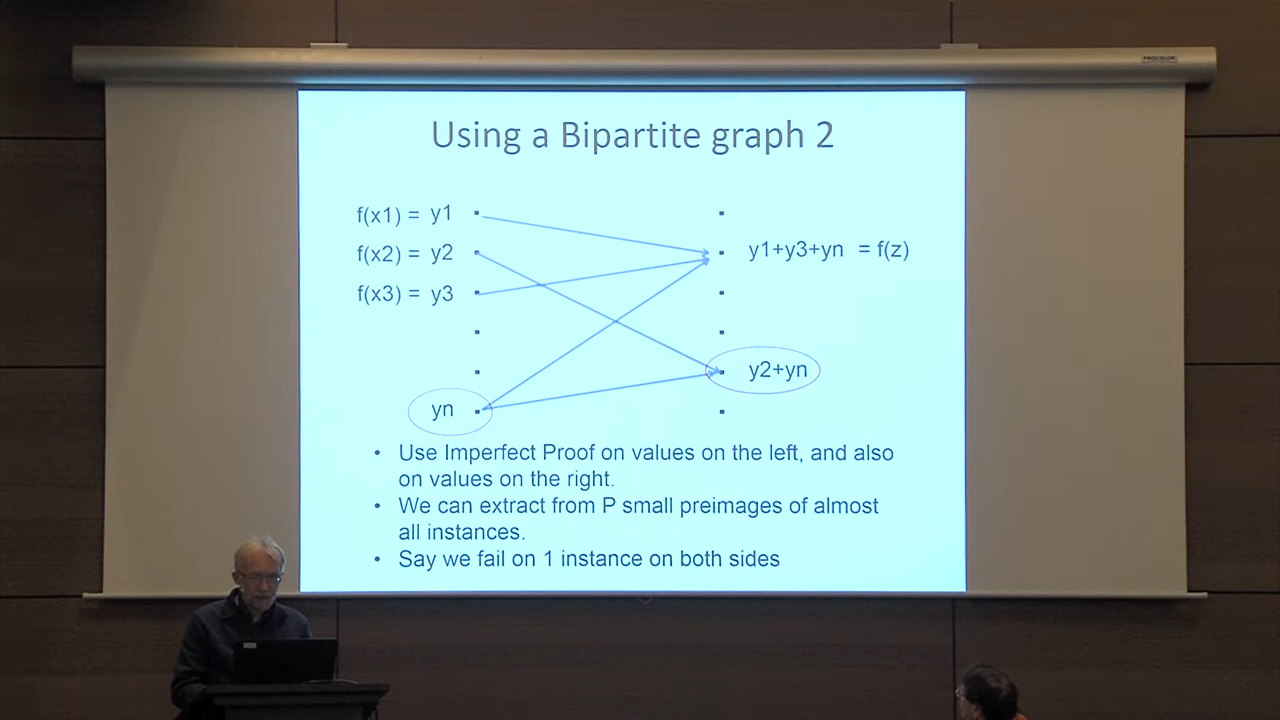 PROCOLOR
Using a Bipartite graph 2
f(x1) = y1
f(x2) = y2
f(x3) = y3
yn
y1+y3+yn = f(z)
y2+yn
• Use Imperfect Proof on values on the left, and also
on values on the right.
• We can extract from P small preimages of almost
all instances.
• Say we fail on 1 instance on both sides